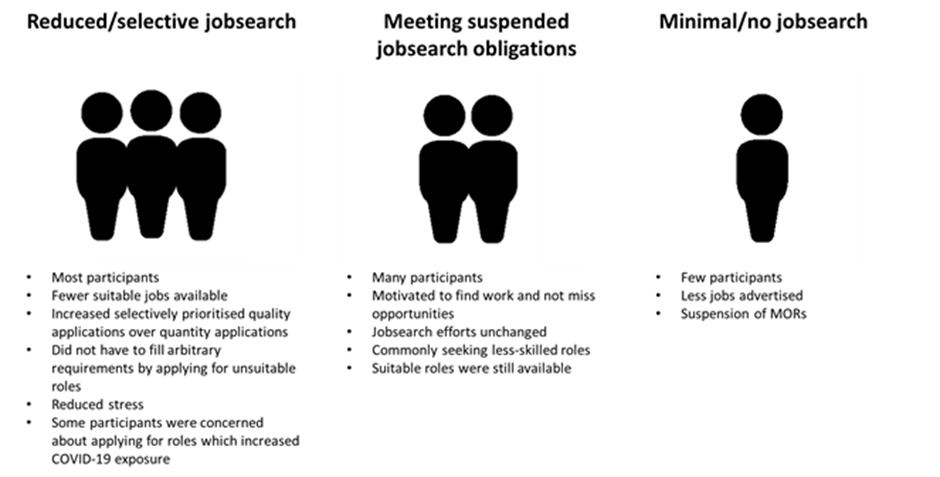 Reduced/selective jobsearch
• Most participants
• Fewer suitable jobs available
• Increased selectively prioritised quality
applications over quantity applications
• Did not have to fill arbitrary
requirements by applying for unsuitable
roles
• Reduced stress
• Some participants were concerned
about applying for roles which increased
COVID-19 exposure
Meeting suspended
jobsearch obligations
• Many participants
• Motivated to find work and not miss
opportunities
• Jobsearch efforts unchanged
• Commonly seeking less-skilled roles
• Suitable roles were still available
Minimal/no jobsearch
• Few participants
• Less jobs advertised
• Suspension of MORs